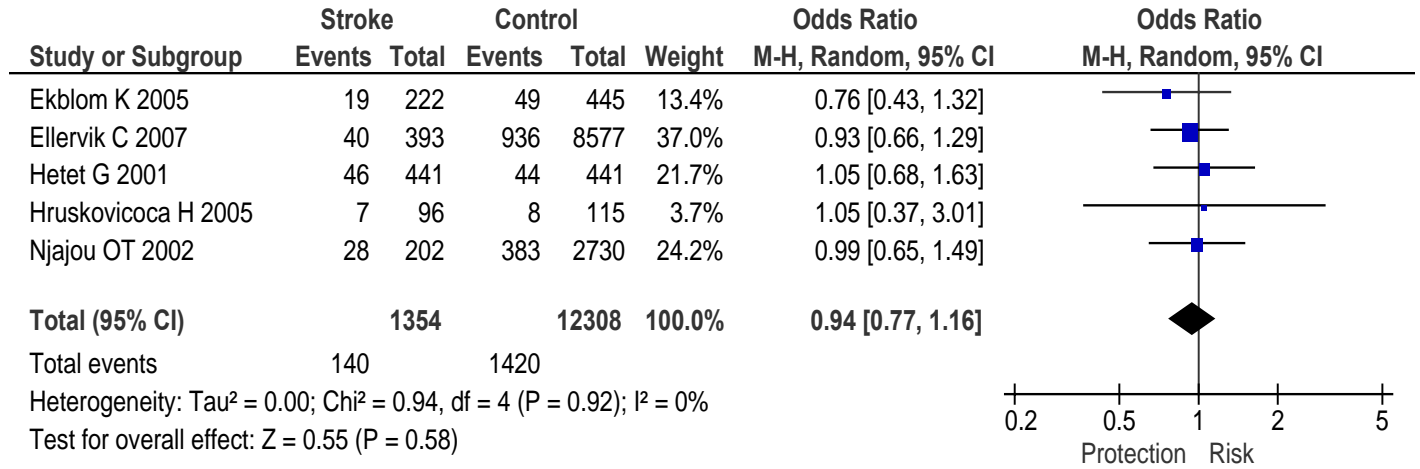 Stroke Control Odds Ratio Odds Ratio
Study or Subgroup Events Total Events Total Weight M-H, Random, 95% CI M-H, Random, 95% CI
Ekblom K 2005 19 222 49 445 13.4% 0.76 [0.43, 1.32]
Ellervik C 2007 40 393 936 8577 37.0% 0.93 [0.66, 1.29]
Hetet G 2001 46 441 44 441 21.7% 1.05 [0.68, 1.63]
Hruskovicoca H 2005 7 96 8 115 3.7% 1.05 [0.37, 3.01]
Njajou OT 2002 28 202 383 2730 24.2% 0.99 [0.65, 1.49]
Total (95% CI) 1354 12308 100.0% 0.94 [0.77, 1.16]
Total events 140 1420
Heterogeneity: Tau² = 0.00; Chi² = 0.94, df = 4 (P = 0.92); I² = 0%
Test for overall effect: Z = 0.55 (P = 0.58)
0.2 0.5 1 2 5
Protection Risk